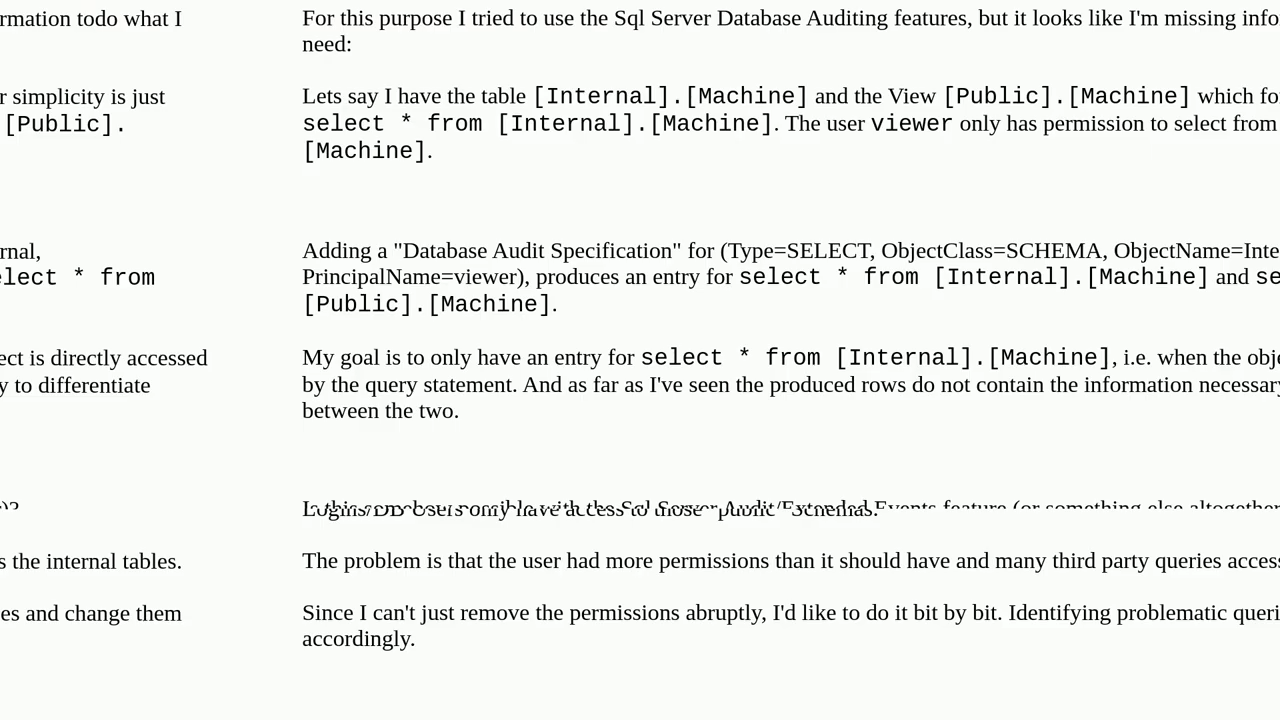 rmation todo what I
For this purpose I tried to use the Sql Server Database Auditing features, but it looks like I'm missing info
need:
r simplicity is just
Lets say I have the table [Internal].[Machine] and the View [Public].[Machine] which fo
[Public].
select * from [Internal].[Machine]. The user viewer only has permission to select from
[Machine].
rnal,
Adding a "Database Audit Specification" for (Type=SELECT, ObjectClass=SCHEMA, ObjectName=Inte
elect * from
PrincipalName=viewer), produces an entry for select * from [Internal].[Machine] and se
[Public].[Machine].
ect is directly accessed
My goal is to only have an entry for select * from [Internal].[Machine], i.e. when the obje
y to differentiate
by the query statement. And as far as I've seen the produced rows do not contain the information necessary
between the two.
Events feature (or something else altogether
s the internal tables.
The problem is that the user had more permissions than it should have and many third party queries access
es and change them
Since I can't just remove the permissions abruptly, I'd like to do it bit by bit. Identifying problematic queri
accordingly.